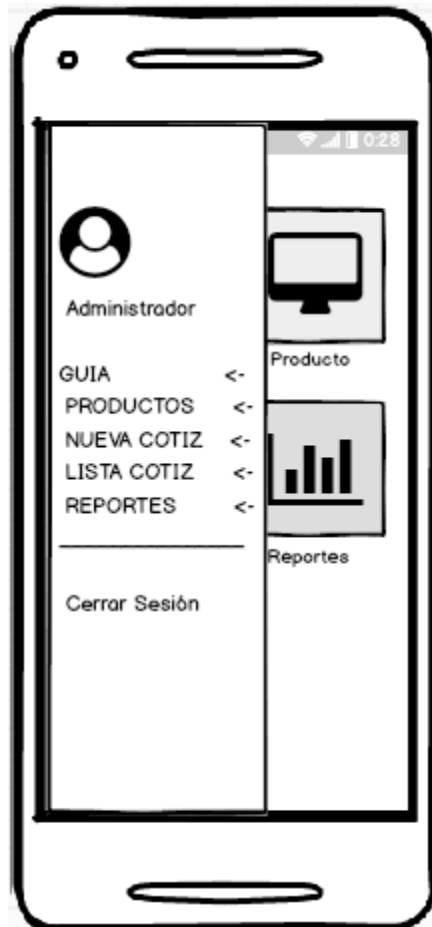 0:28
Administrador
Producto
GUIA <-
PRODUCTOS <-
NUEVA COTIZ <-
LISTA COTIZ <-
REPORTES <-
Reportes
Cerrar Sesión